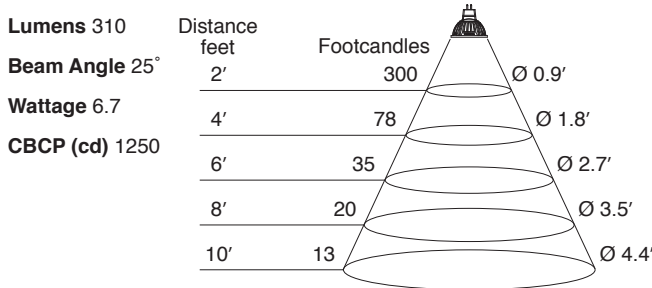 Lumens 310
Beam Angle 25°
Wattage 6.7
CBCP (cd) 1250
Distance
feet
Footcandles
2′ 300 Ø 0.9′
4′ 78 Ø 1.8′
6′ 35 Ø 2.7′
8′ 20 Ø 3.5′
10′ 13 Ø 4.4′